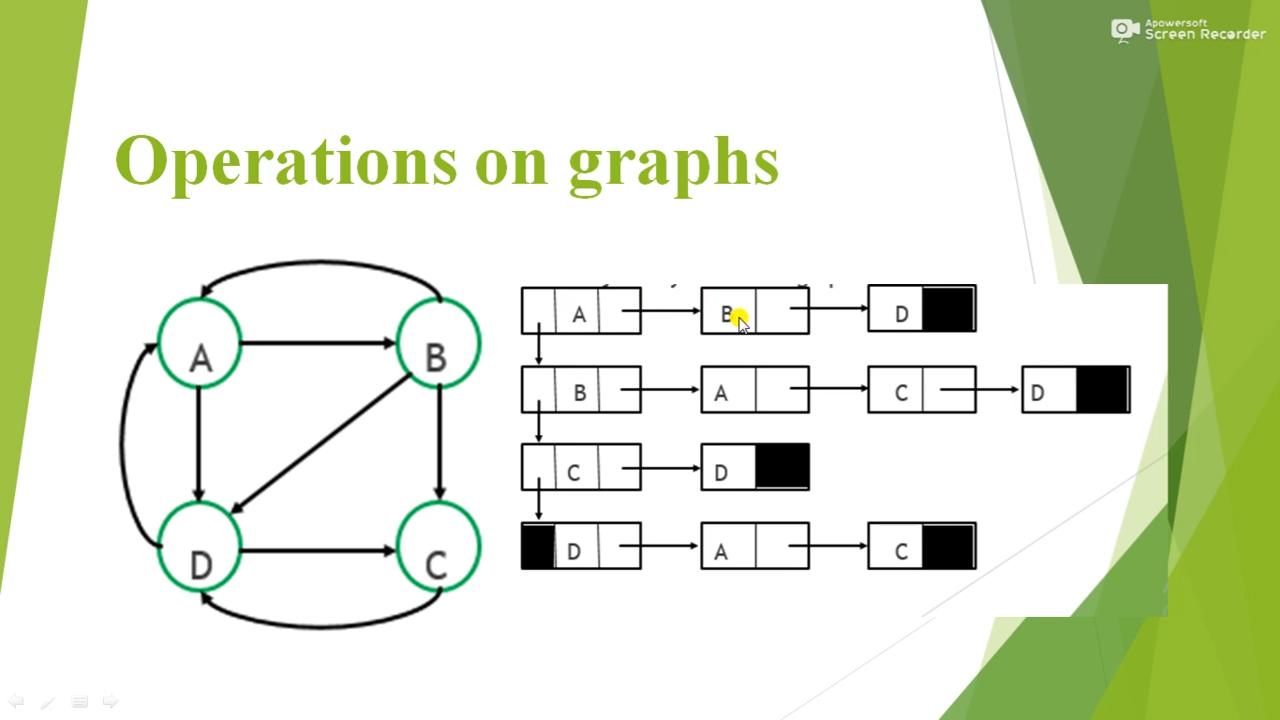 Apowersoft
Screen Recorder
Operations on graphs
A B
D C
A B D
B A C D
C D
D A C